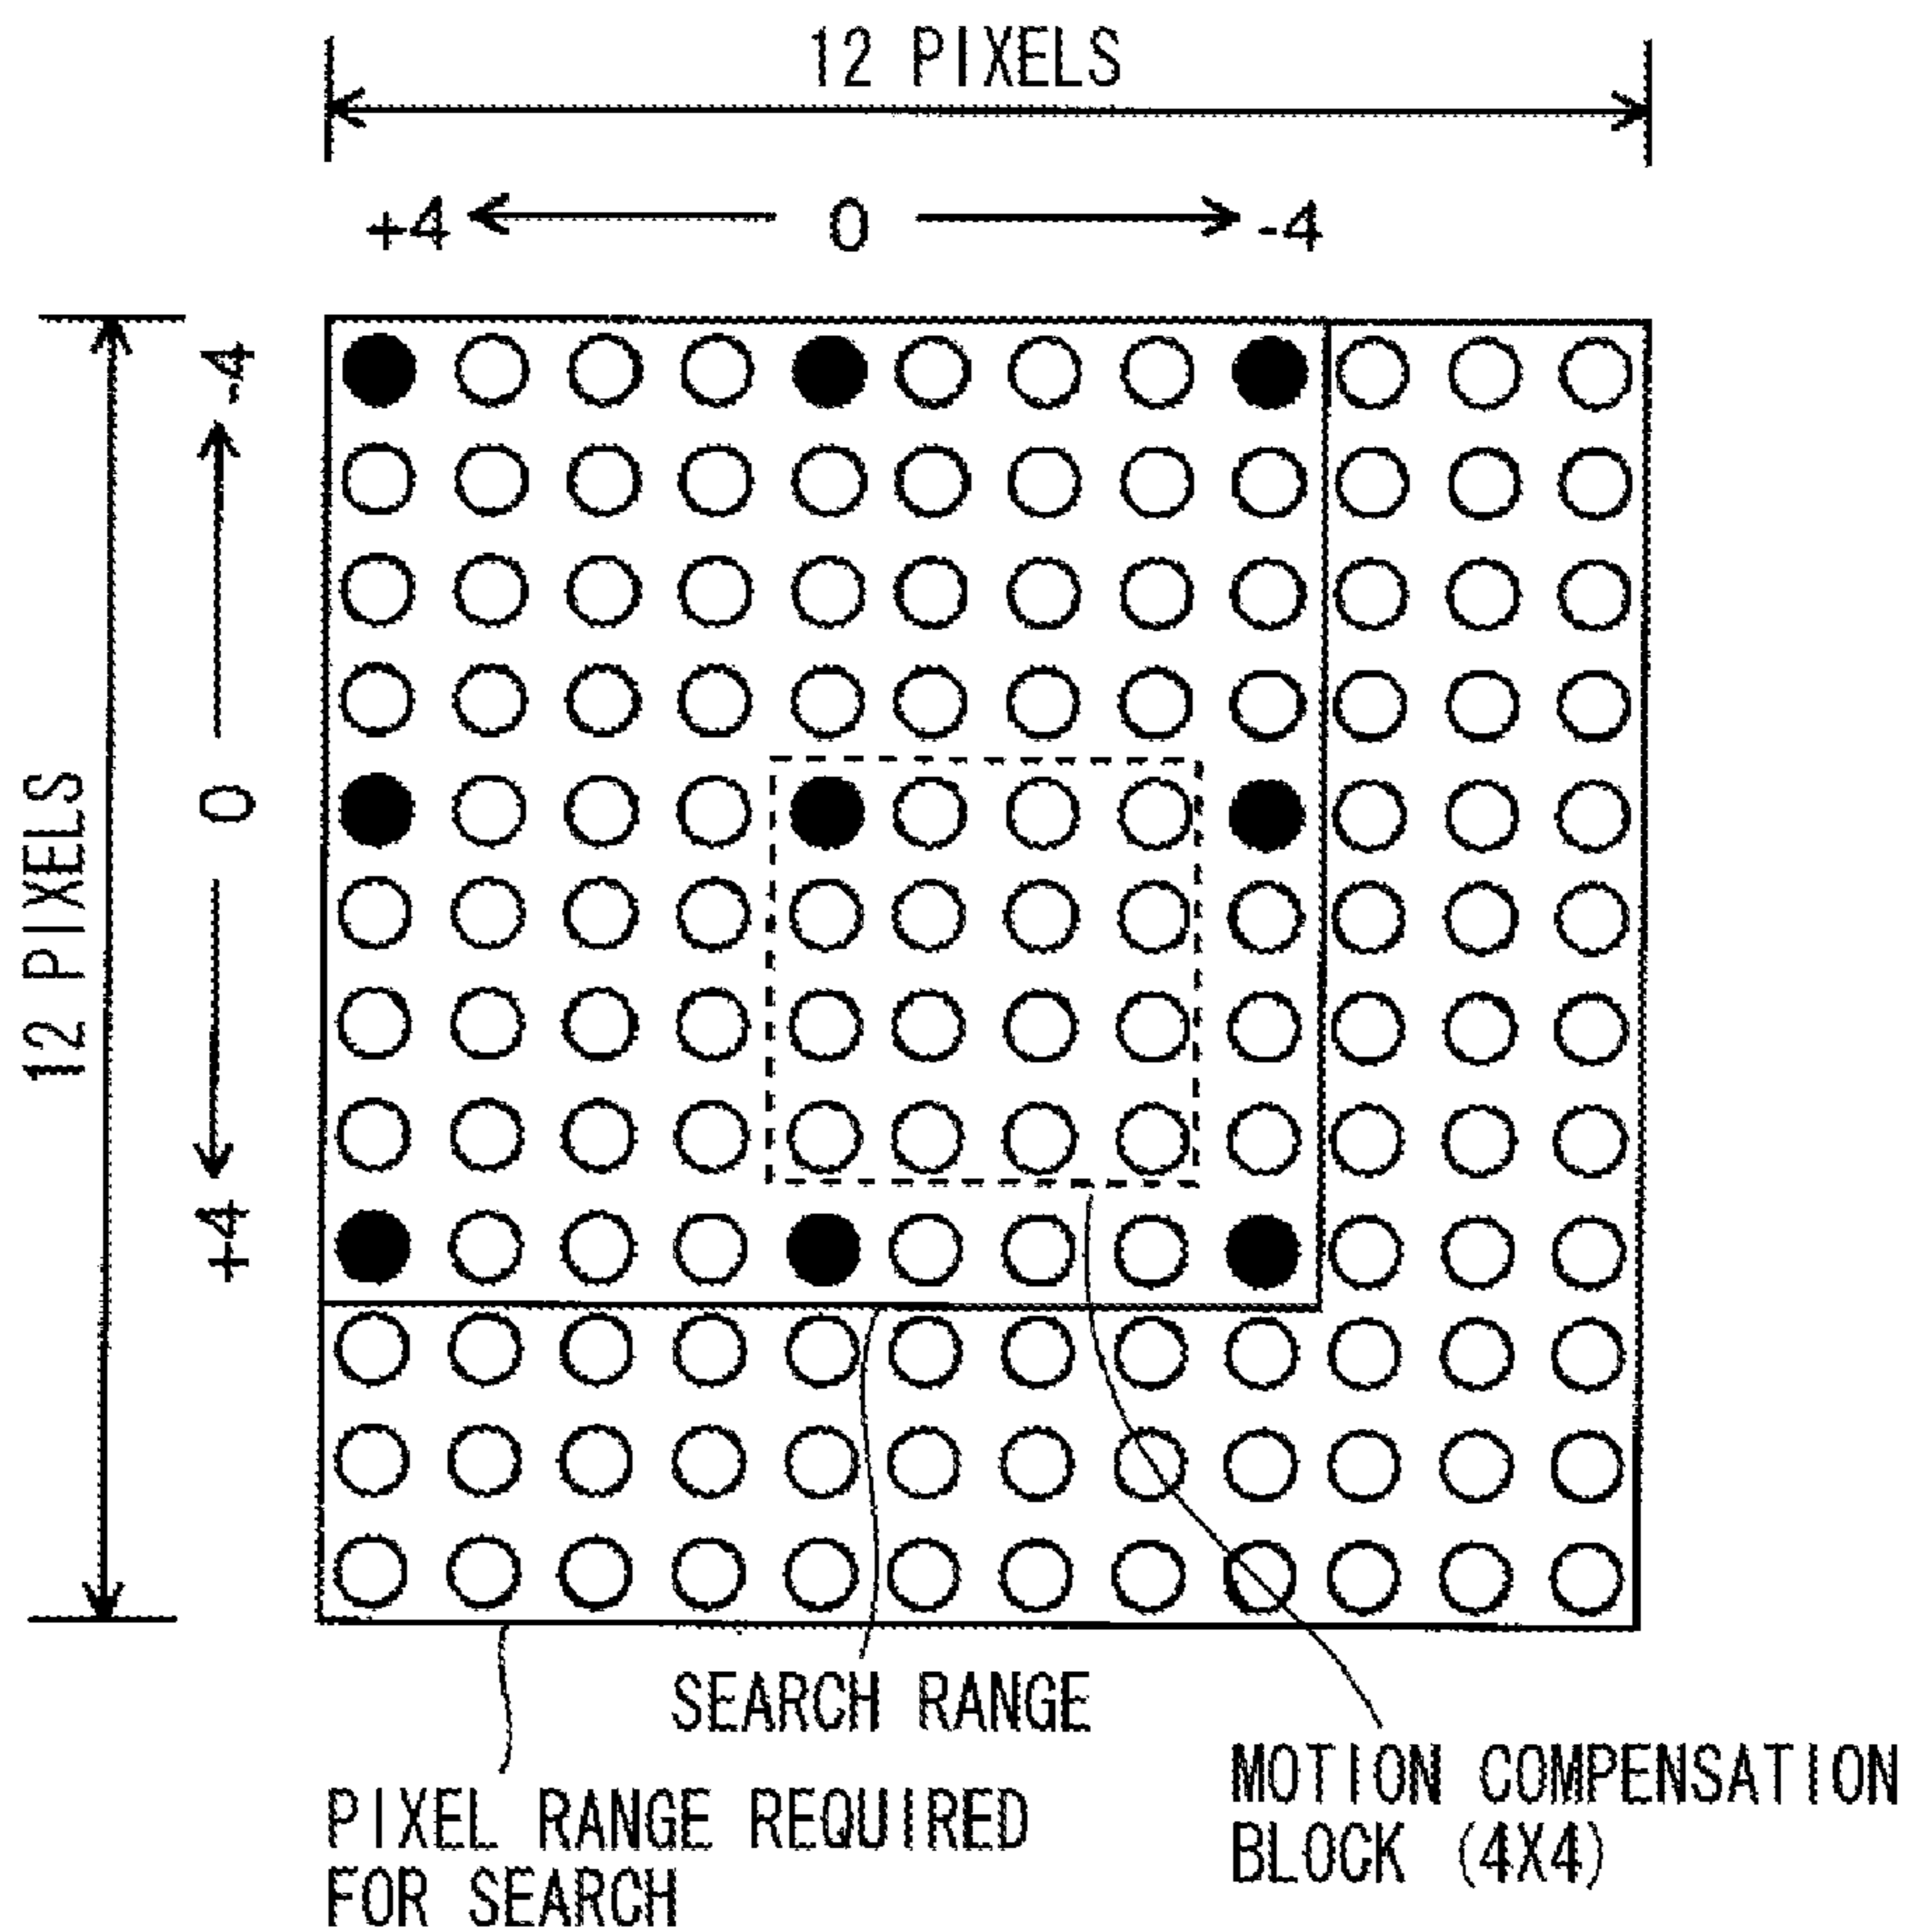 12 PIXELS
+4 0 -4
-4
0
+4
12 PIXELS
SEARCH RANGE
PIXEL RANGE REQUIRED
FOR SEARCH
MOTION COMPENSATION
BLOCK (4X4)